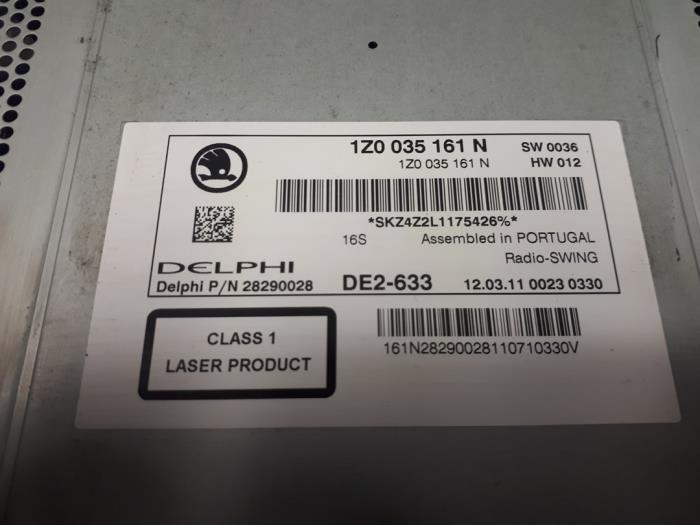 1Z0 035 161 N SW 0036
1Z0 035 161 N HW 012
*SKZ4Z2L1175426%*
16S Assembled in PORTUGAL
Radio-SWING
DELPHI
Delphi P/N 28290028 DE2-633 12.03.11 0023 0330
CLASS 1
LASER PRODUCT
161N28290028110710330V